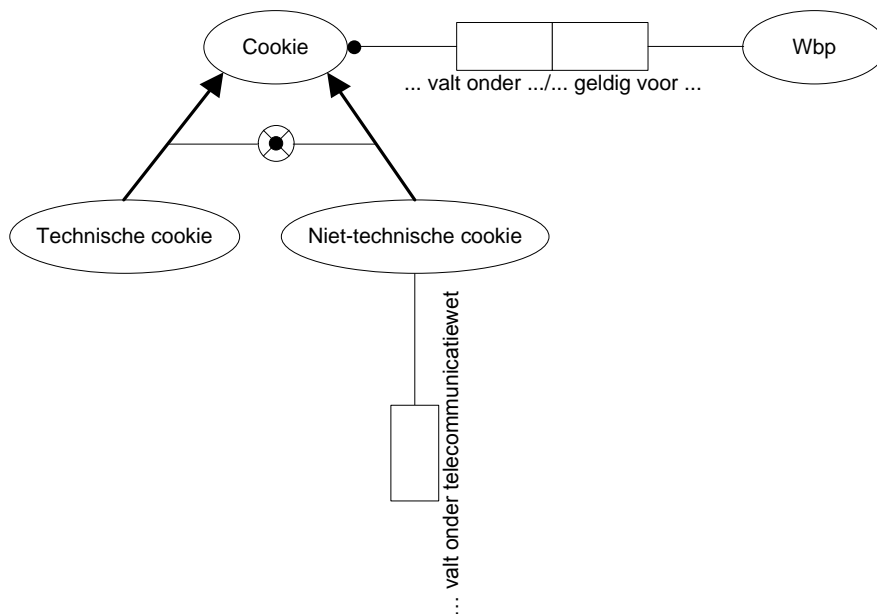 Cookie
Wbp
... valt onder .../... geldig voor ...
Technische cookie
Niet-technische cookie
... valt onder telecommunicatiewet